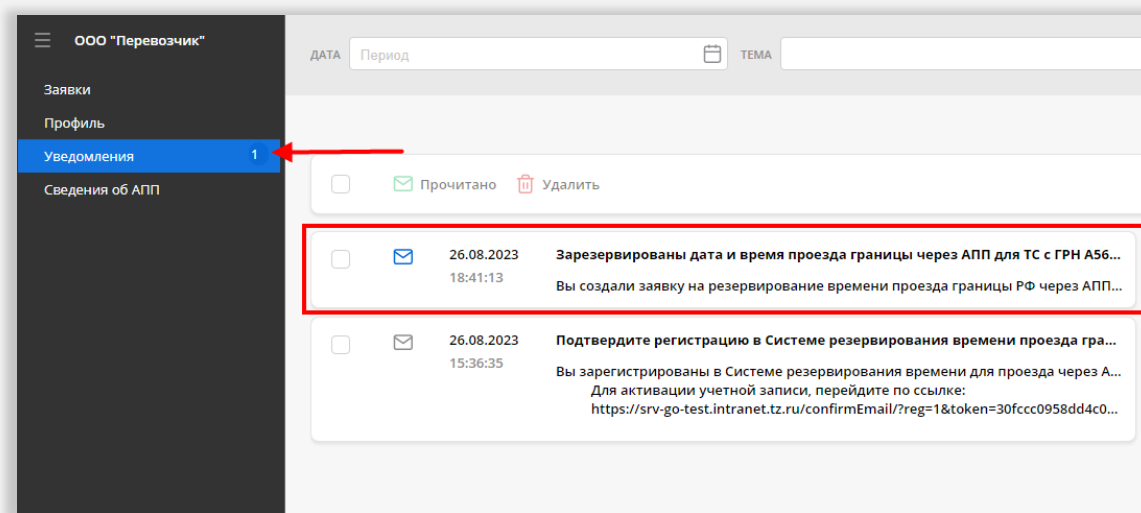 ООО "Перевозчик"
Заявки
Профиль
Уведомления 1
Сведения об АПП
ДАТА Период ТЕМА
Прочитано Удалить
26.08.2023 Зарезервированы дата и время проезда границы через АПП для ТС с ГРН А56...
18:41:13 Вы создали заявку на резервирование времени проезда границы РФ через АПП...
26.08.2023 Подтвердите регистрацию в Системе резервирования времени проезда гра...
15:36:35 Вы зарегистрированы в Системе резервирования времени для проезда через А...
Для активации учетной записи, перейдите по ссылке:
https://srv-go-test.intranet.tz.ru/confirmEmail/?reg=1&token=30fccc0958dd4c0...